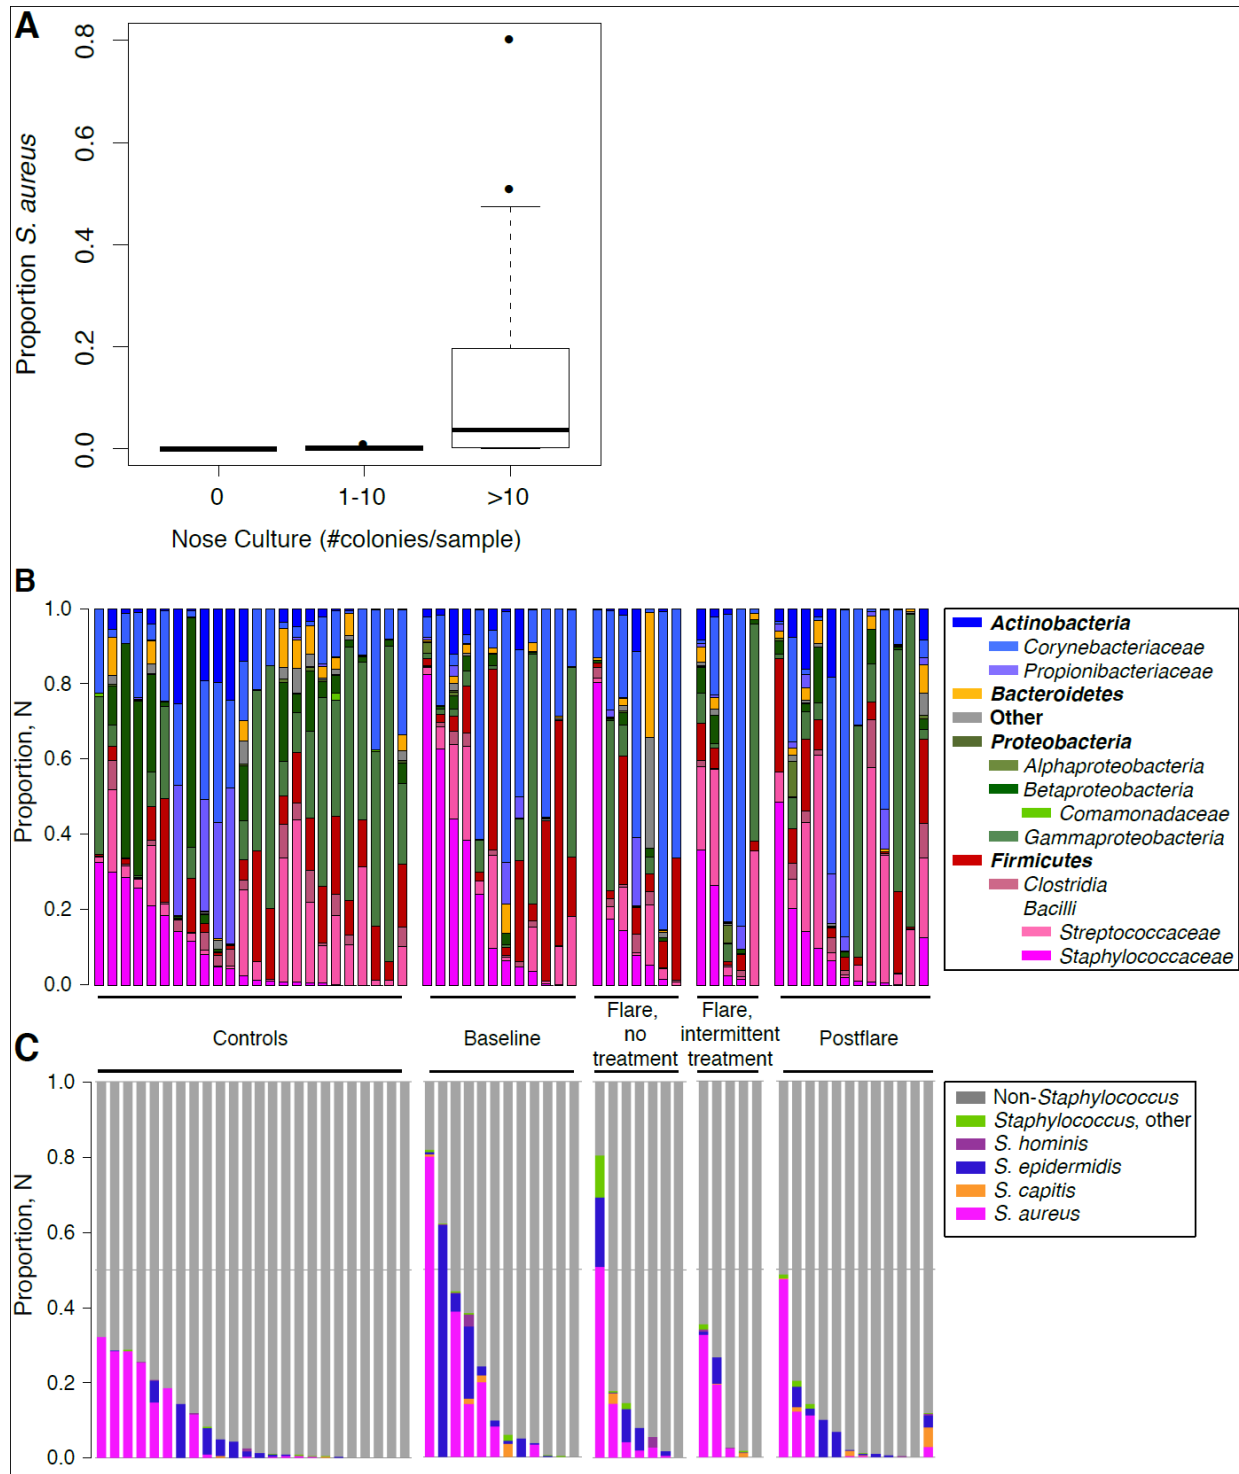 A
Proportion S. aureus
0.8
0.6
0.4
0.2
0.0
0 1-10 >10
Nose Culture (#colonies/sample)
B
Proportion, N
1.0
0.8
0.6
0.4
0.2
0.0
Actinobacteria
Corynebacteriaceae
Propionibacteriaceae
Bacteroidetes
Other
Proteobacteria
Alphaproteobacteria
Betaproteobacteria
Comamonadaceae
Gammaproteobacteria
Firmicutes
Clostridia
Bacilli
Streptococcaceae
Staphylococcaceae
Controls
Baseline
Flare,
no
treatment
Flare,
intermittent
treatment
Postflare
C
Proportion, N
1.0
0.8
0.6
0.4
0.2
0.0
Non-Staphylococcus
Staphylococcus, other
S. hominis
S. epidermidis
S. capitis
S. aureus